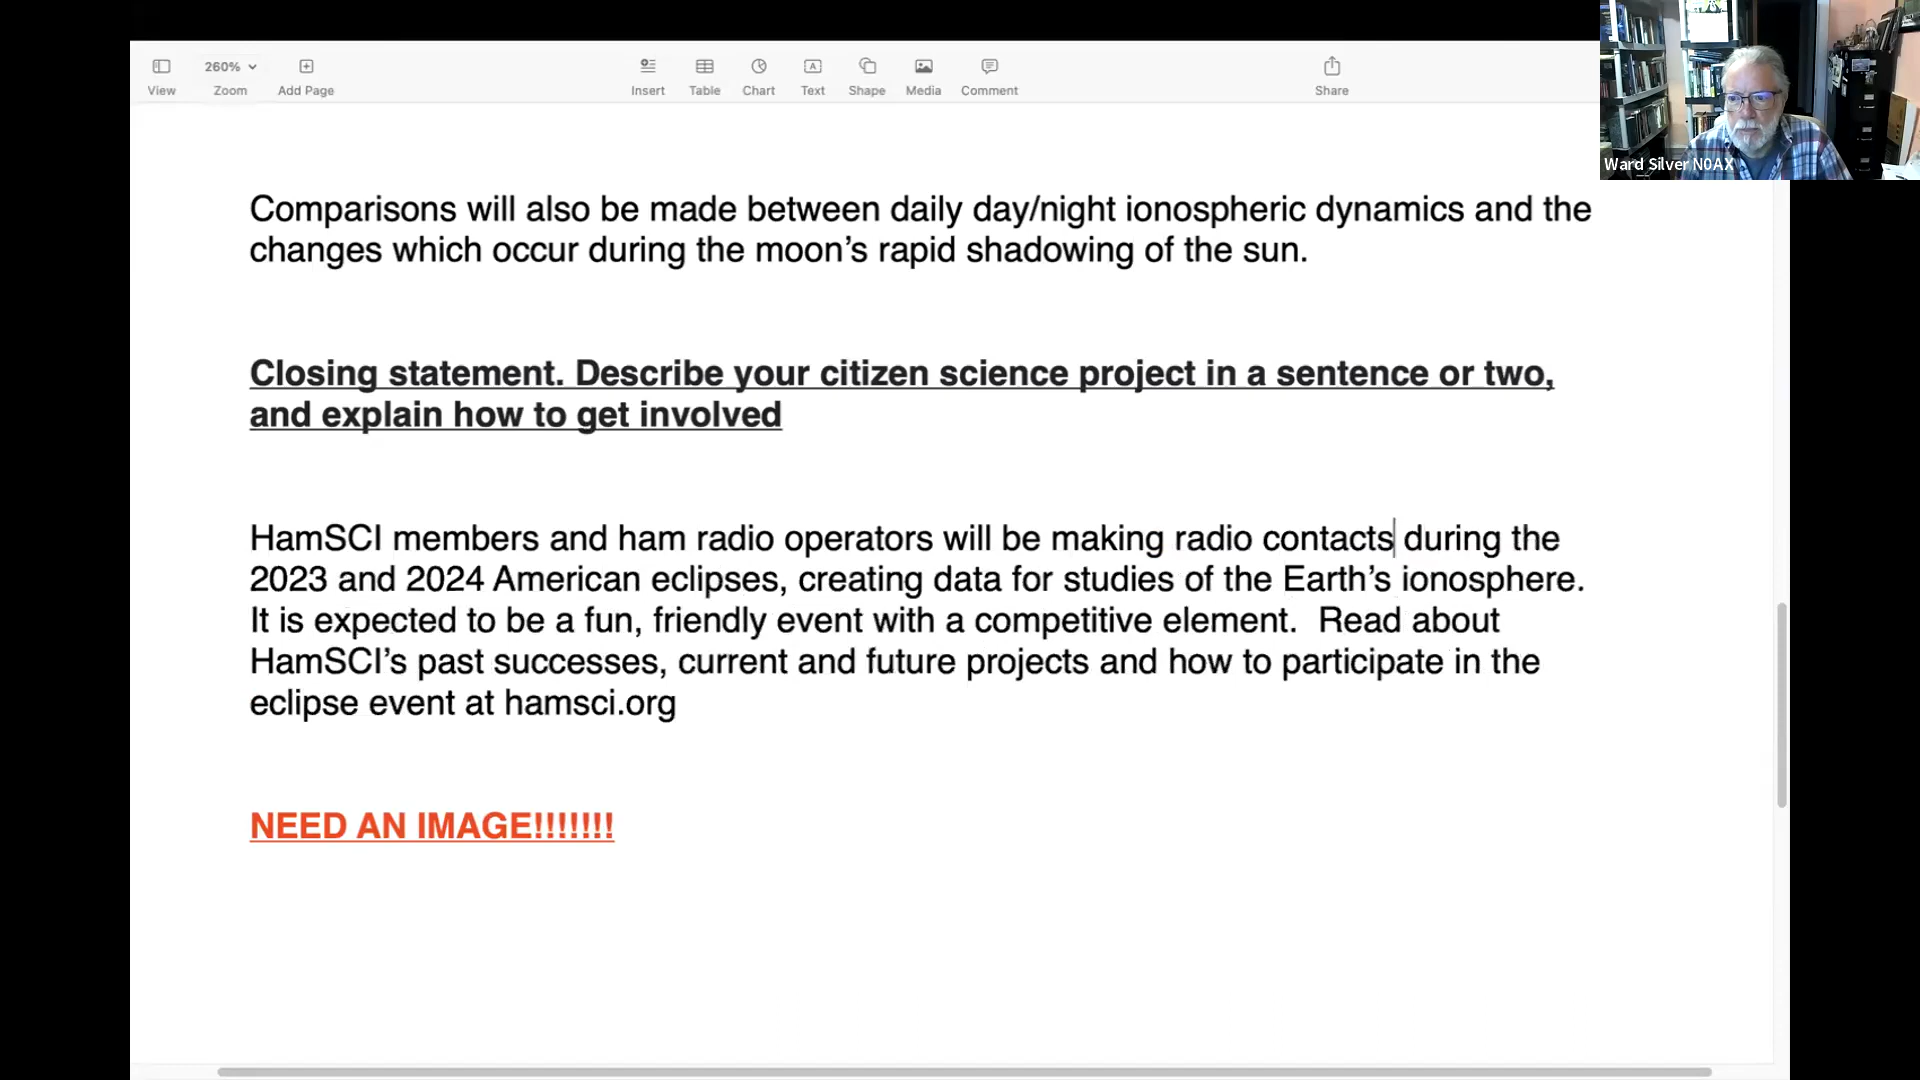 260%
View
Zoom
Add Page
Insert
Table
Chart
Text
Shape
Media
Comment
Share
Ward Silver N0AX
Comparisons will also be made between daily day/night ionospheric dynamics and the
changes which occur during the moon’s rapid shadowing of the sun.
Closing statement. Describe your citizen science project in a sentence or two,
and explain how to get involved
HamSCI members and ham radio operators will be making radio contacts during the
2023 and 2024 American eclipses, creating data for studies of the Earth’s ionosphere.
It is expected to be a fun, friendly event with a competitive element.  Read about
HamSCI’s past successes, current and future projects and how to participate in the
eclipse event at hamsci.org
NEED AN IMAGE!!!!!!!